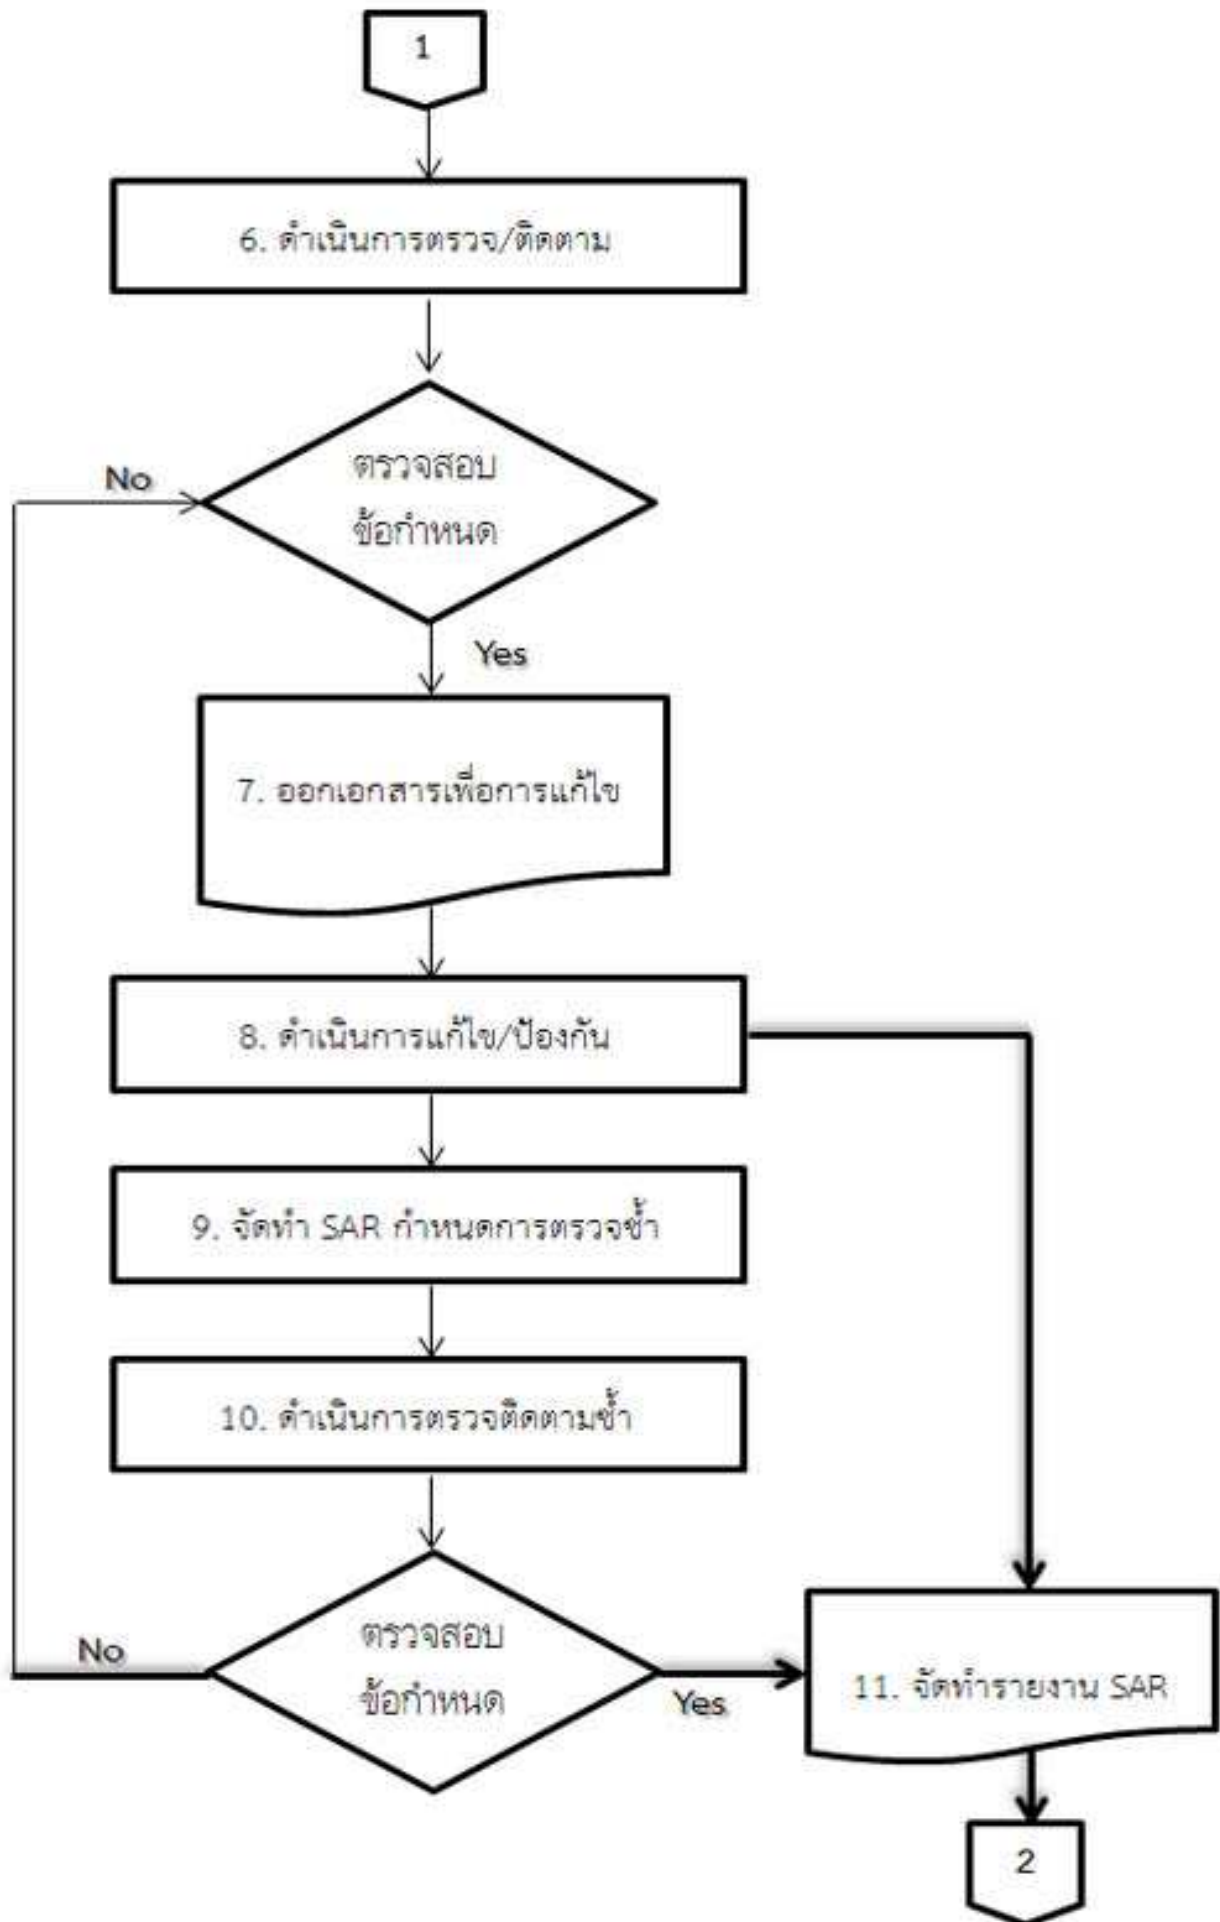 1
6. ดำเนินการตรวจ/ติดตาม
No
ตรวจสอบ
ข้อกำหนด
Yes
7. ออกเอกสารเพื่อการแก้ไข
8. ดำเนินการแก้ไข/ป้องกัน
9. จัดทำ SAR กำหนดการตรวจซ้ำ
10. ดำเนินการตรวจติดตามซ้ำ
No
ตรวจสอบ
ข้อกำหนด
Yes
11. จัดทำรายงาน SAR
2